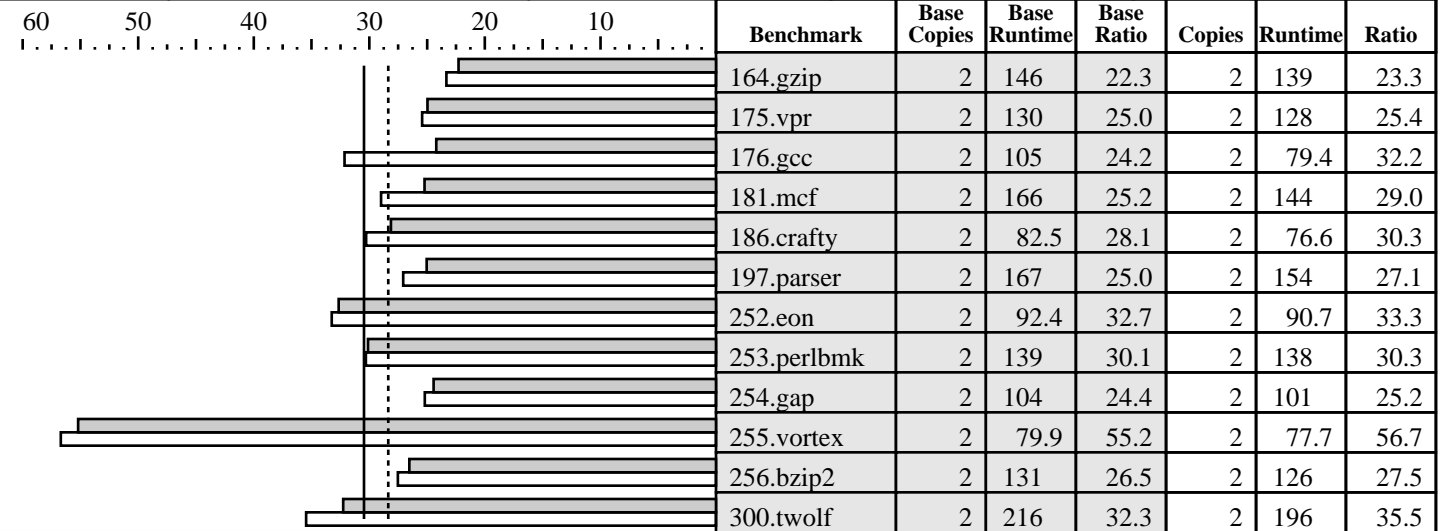 60 50 40 30 20 10 Benchmark Base Copies Base Runtime Base Ratio Copies Runtime Ratio
164.gzip 2 146 22.3 2 139 23.3
175.vpr 2 130 25.0 2 128 25.4
176.gcc 2 105 24.2 2 79.4 32.2
181.mcf 2 166 25.2 2 144 29.0
186.crafty 2 82.5 28.1 2 76.6 30.3
197.parser 2 167 25.0 2 154 27.1
252.eon 2 92.4 32.7 2 90.7 33.3
253.perlbmk 2 139 30.1 2 138 30.3
254.gap 2 104 24.4 2 101 25.2
255.vortex 2 79.9 55.2 2 77.7 56.7
256.bzip2 2 131 26.5 2 126 27.5
300.twolf 2 216 32.3 2 196 35.5